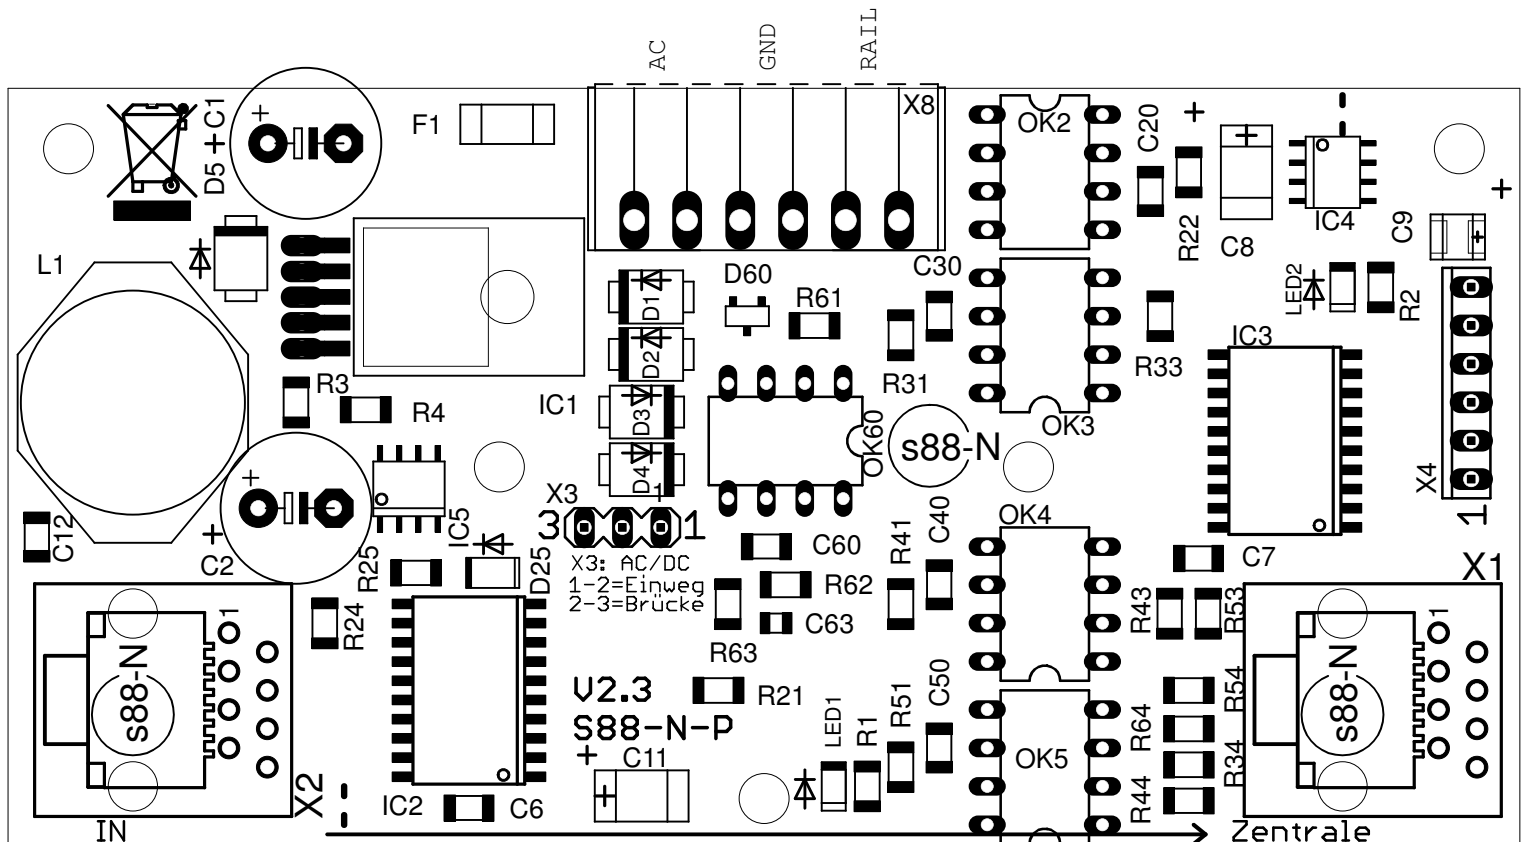 AC
GND
RAIL
C1
D5
F1
X8
OK2
C20
R22
C8
IC4
C9
L1
D60
C30
LED2
R2
D1
R61
D2
R31
R33
IC3
R3
R4
IC1
D3
OK60
s88-N
OK3
D4
X4
1
X3
1
3
1
IC5
OK4
C12
C2
R25
D25
X3: AC/DC
1-2=Einweg
2-3=Brücke
C60
R41
C40
C7
X1
R62
R24
C63
R43
R53
1
1
R63
s88-N
s88-N
V2.3
S88-N-P
R21
C50
R51
LED1
R1
R54
R64
C11
OK5
R34
R44
X2
IC2
C6
IN
Zentrale